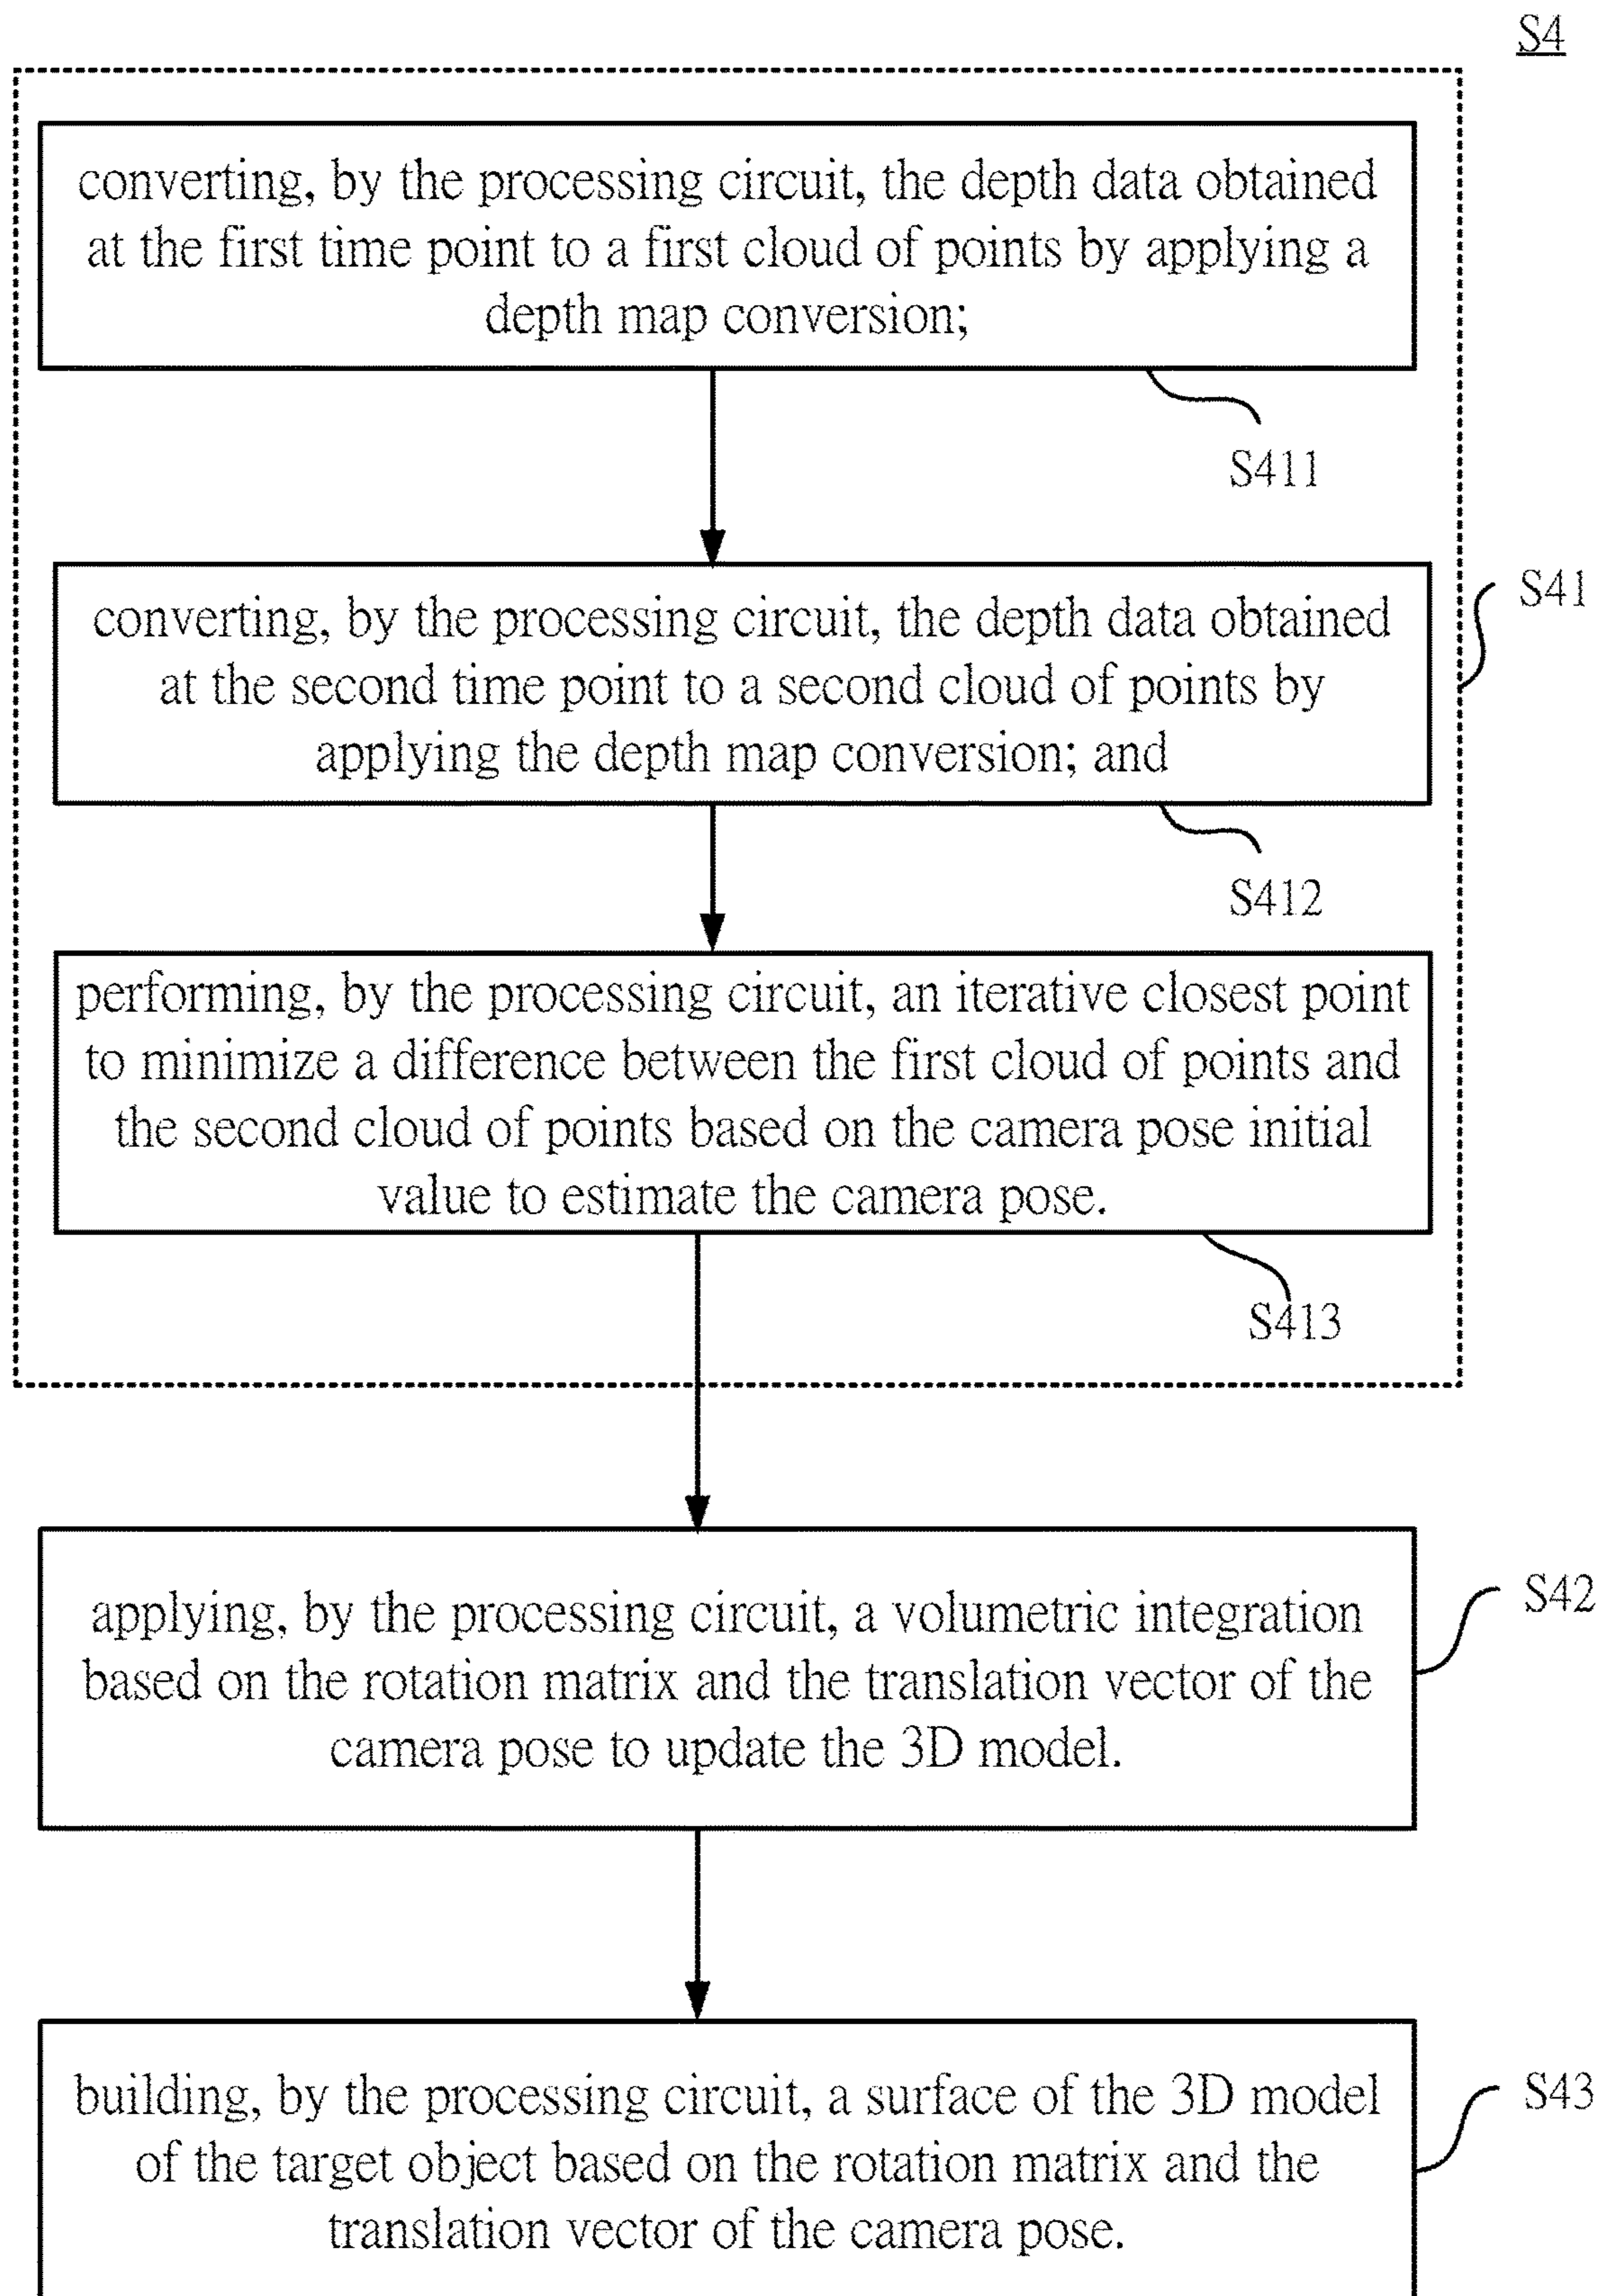 S4
converting, by the processing circuit, the depth data obtained
at the first time point to a first cloud of points by applying a
depth map conversion;
S411
converting, by the processing circuit, the depth data obtained
at the second time point to a second cloud of points by
applying the depth map conversion; and
S41
S412
performing, by the processing circuit, an iterative closest point
to minimize a difference between the first cloud of points and
the second cloud of points based on the camera pose initial
value to estimate the camera pose.
S413
applying, by the processing circuit, a volumetric integration
based on the rotation matrix and the translation vector of the
camera pose to update the 3D model.
S42
building, by the processing circuit, a surface of the 3D model
of the target object based on the rotation matrix and the
translation vector of the camera pose.
S43